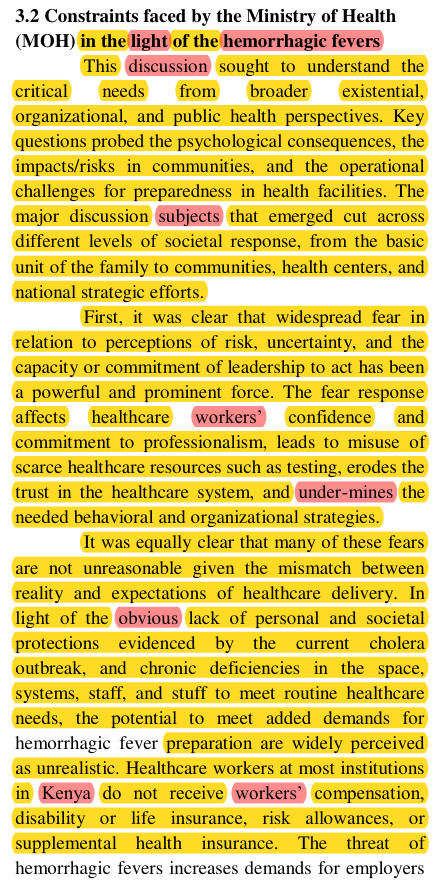 3.2 Constraints faced by the Ministry of Health
(MOH) in the light of the hemorrhagic fevers
This discussion sought to understand the
critical needs from broader existential,
organizational, and public health perspectives. Key
questions probed the psychological consequences, the
impacts/risks in communities, and the operational
challenges for preparedness in health facilities. The
major discussion subjects that emerged cut across
different levels of societal response, from the basic
unit of the family to communities, health centers, and
national strategic efforts.
First, it was clear that widespread fear in
relation to perceptions of risk, uncertainty, and the
capacity or commitment of leadership to act has been
a powerful and prominent force. The fear response
affects healthcare workers’ confidence and
commitment to professionalism, leads to misuse of
scarce healthcare resources such as testing, erodes the
trust in the healthcare system, and under-mines the
needed behavioral and organizational strategies.
It was equally clear that many of these fears
are not unreasonable given the mismatch between
reality and expectations of healthcare delivery. In
light of the obvious lack of personal and societal
protections evidenced by the current cholera
outbreak, and chronic deficiencies in the space,
systems, staff, and stuff to meet routine healthcare
needs, the potential to meet added demands for
hemorrhagic fever preparation are widely perceived
as unrealistic. Healthcare workers at most institutions
in Kenya do not receive workers’ compensation,
disability or life insurance, risk allowances, or
supplemental health insurance. The threat of
hemorrhagic fevers increases demands for employers